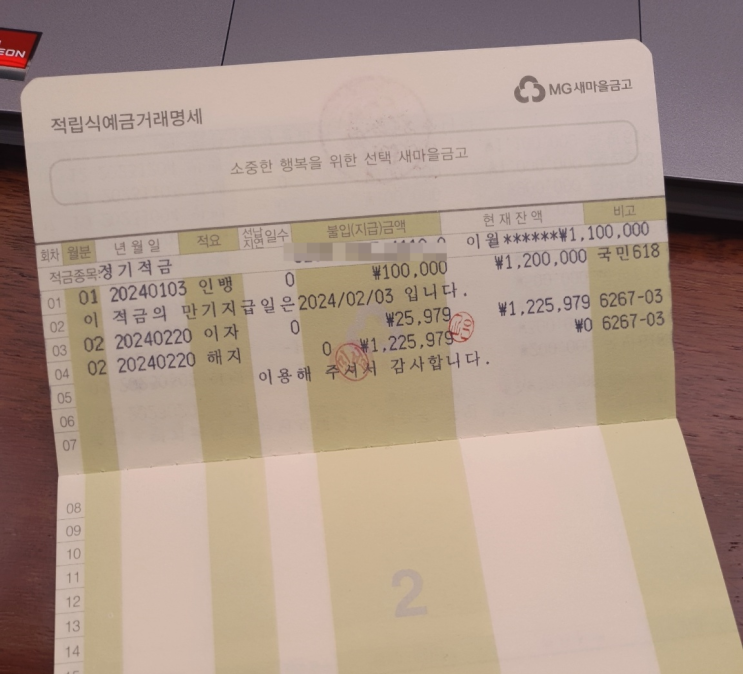 EON
MG새마을금고
적립식예금거래명세
소중한 행복을 위한 선택 새마을금고
회차 월분 년월일 적요 선납 지연 일수 불입(지급)금액 현재잔액 비고
적금종목:정기적금 이월******₩1,100,000
01 01 20240103 인뱅 0 ₩100,000 ₩1,200,000 국민618
02 이 적금의 만기지급일은2024/02/03 입니다.
03 02 20240220 이자 0 ₩25,979 ₩1,225,979 6267-03
04 02 20240220 해지 0 ₩1,225,979 ₩0 6267-03
05 이용해 주셔서 감사합니다.
06
07
08
09
10
11
12
13
14
2